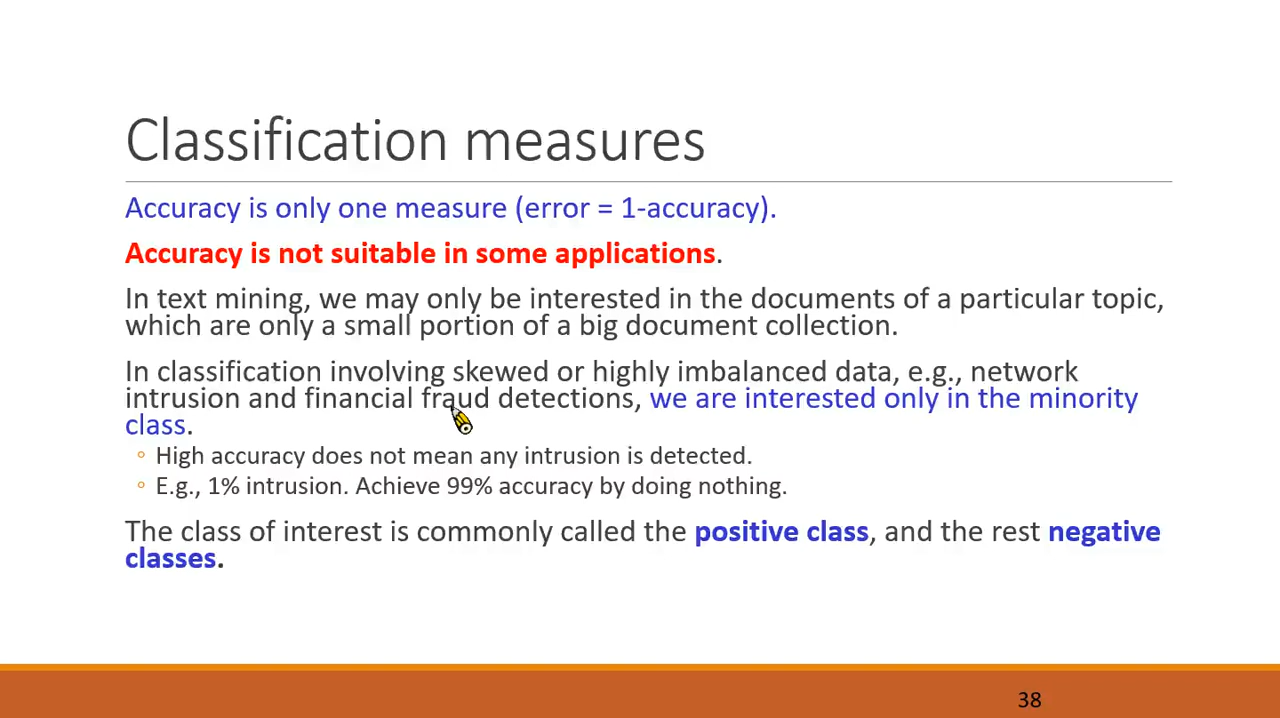 Classification measures
Accuracy is only one measure (error = 1-accuracy).
Accuracy is not suitable in some applications.
In text mining, we may only be interested in the documents of a particular topic,
which are only a small portion of a big document collection.
In classification involving skewed or highly imbalanced data, e.g., network
intrusion and financial fraud detections, we are interested only in the minority
class.
◦ High accuracy does not mean any intrusion is detected.
◦ E.g., 1% intrusion. Achieve 99% accuracy by doing nothing.
The class of interest is commonly called the positive class, and the rest negative
classes.
38